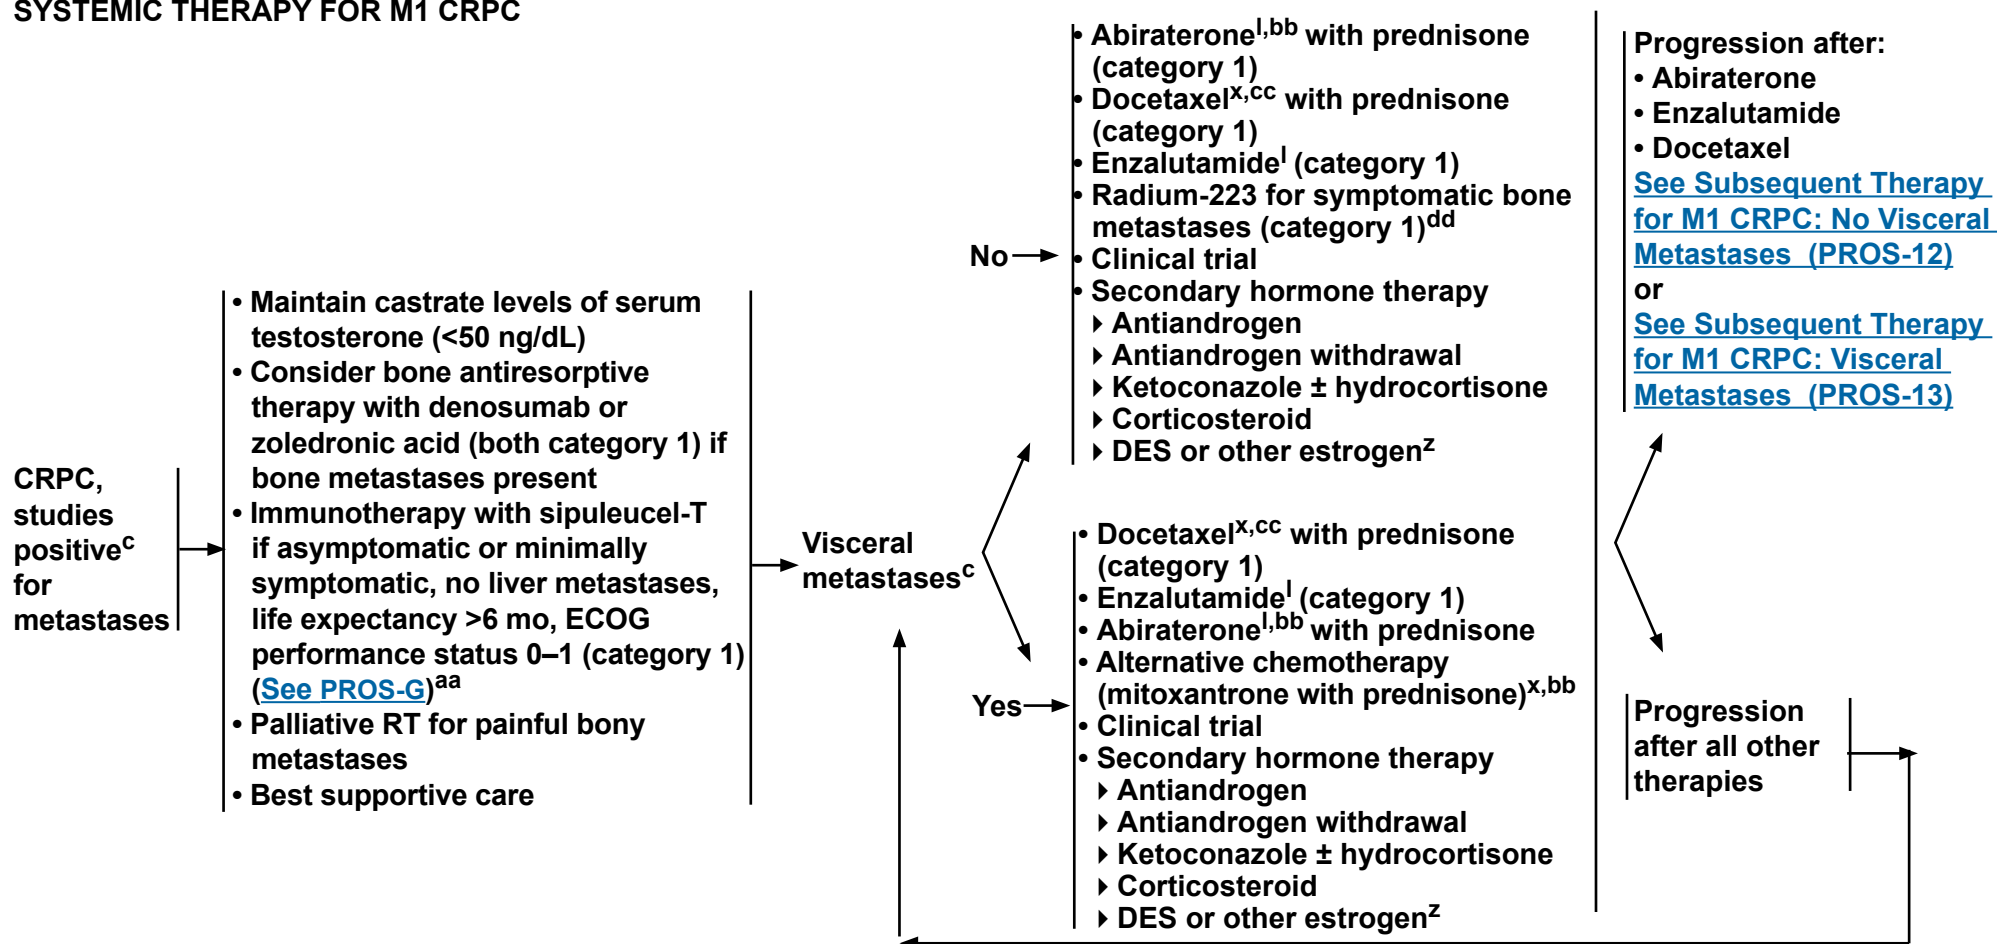 SYSTEMIC THERAPY FOR M1 CRPC
CRPC,
studies
positivec
for
metastases
• Maintain castrate levels of serum
testosterone (<50 ng/dL)
• Consider bone antiresorptive
therapy with denosumab or
zoledronic acid (both category 1) if
bone metastases present
• Immunotherapy with sipuleucel-T
if asymptomatic or minimally
symptomatic, no liver metastases,
life expectancy >6 mo, ECOG
performance status 0–1 (category 1)
(See PROS-G)aa
• Palliative RT for painful bony
metastases
• Best supportive care
Visceral
metastasesc
No
• Abirateronel,bb with prednisone
(category 1)
• Docetaxelx,cc with prednisone
(category 1)
• Enzalutamidel (category 1)
• Radium-223 for symptomatic bone
metastases (category 1)dd
• Clinical trial
• Secondary hormone therapy
▸ Antiandrogen
▸ Antiandrogen withdrawal
▸ Ketoconazole ± hydrocortisone
▸ Corticosteroid
▸ DES or other estrogenz
Yes
• Docetaxelx,cc with prednisone
(category 1)
• Enzalutamidel (category 1)
• Abirateronel,bb with prednisone
• Alternative chemotherapy
(mitoxantrone with prednisone)x,bb
• Clinical trial
• Secondary hormone therapy
▸ Antiandrogen
▸ Antiandrogen withdrawal
▸ Ketoconazole ± hydrocortisone
▸ Corticosteroid
▸ DES or other estrogenz
Progression after:
• Abiraterone
• Enzalutamide
• Docetaxel
See Subsequent Therapy
for M1 CRPC: No Visceral
Metastases (PROS-12)
or
See Subsequent Therapy
for M1 CRPC: Visceral
Metastases (PROS-13)
Progression
after all other
therapies